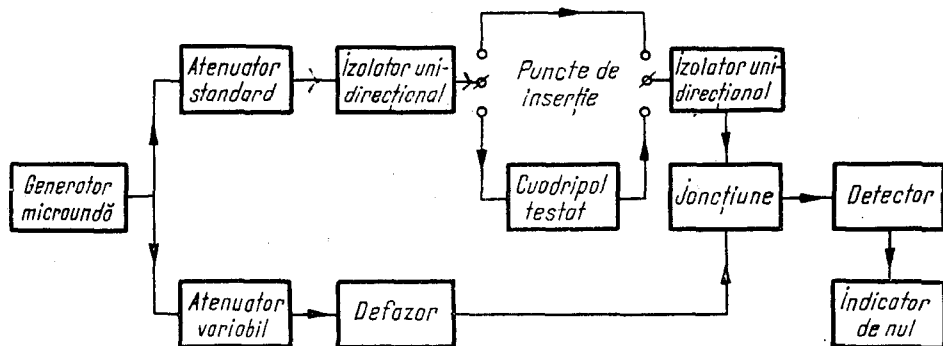 Atenuator
standard
Izolator uni-
direcțional
Puncte de
inserție
Izolator uni-
direcțional
Generator
microundă
Cuadripol
testat
Joncțiune
Detector
Atenuator
variabil
Defazor
Indicator
de nul